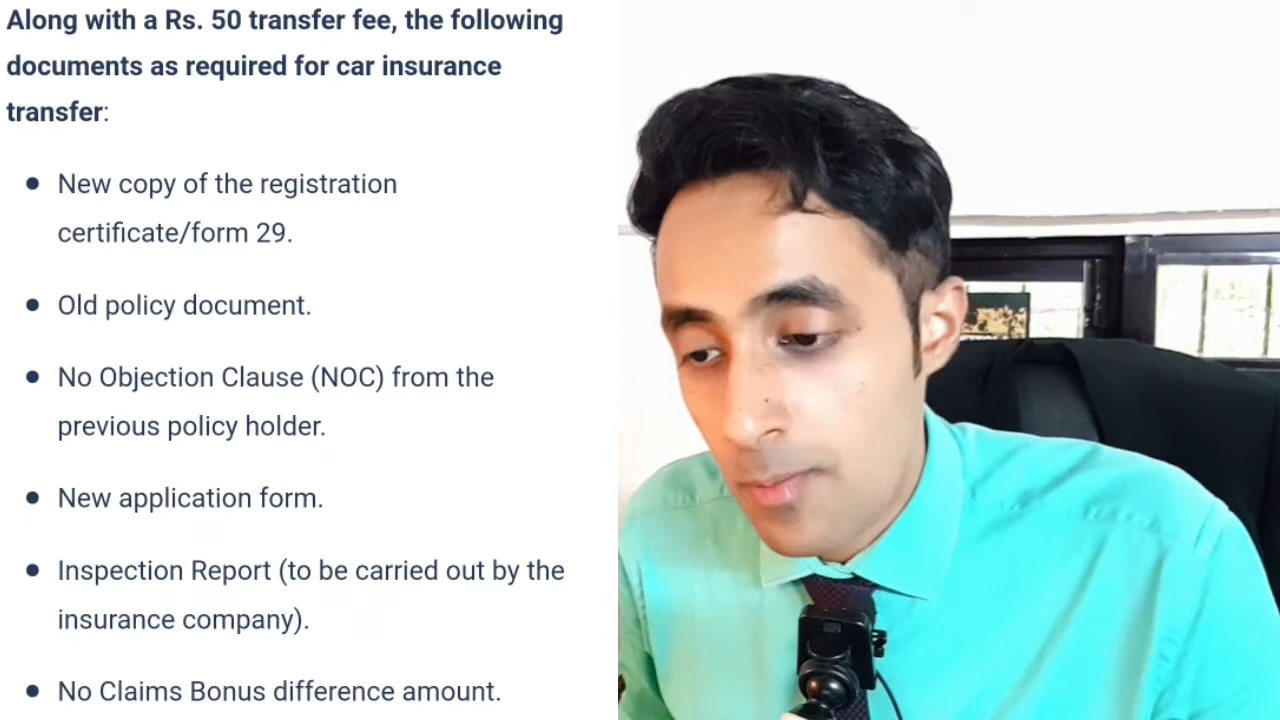 Along with a Rs. 50 transfer fee, the following
documents as required for car insurance
transfer:
• New copy of the registration
certificate/form 29.
• Old policy document.
• No Objection Clause (NOC) from the
previous policy holder.
• New application form.
• Inspection Report (to be carried out by the
insurance company).
• No Claims Bonus difference amount.